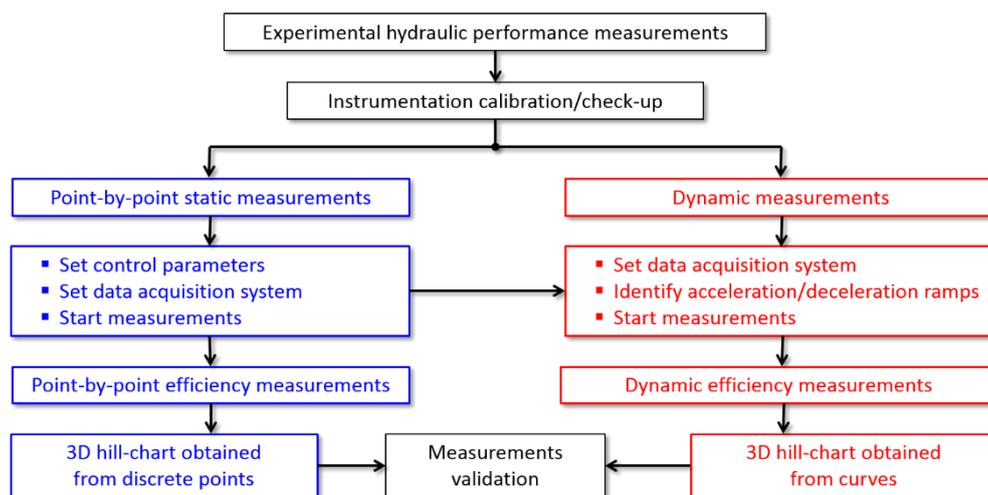 Experimental hydraulic performance measurements
Instrumentation calibration/check-up
Point-by-point static measurements
Dynamic measurements
▪ Set control parameters
▪ Set data acquisition system
▪ Start measurements
▪ Set data acquisition system
▪ Identify acceleration/deceleration ramps
▪ Start measurements
Point-by-point efficiency measurements
Dynamic efficiency measurements
3D hill-chart obtained
from discrete points
Measurements
validation
3D hill-chart obtained
from curves